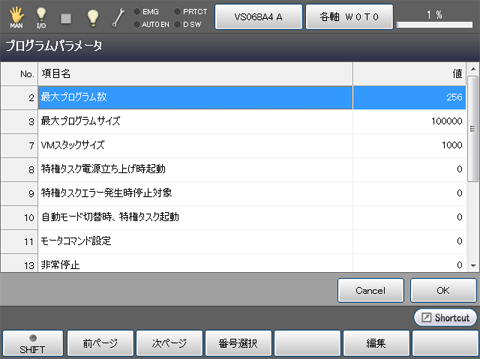 MAN I/O AUTO EMG PRTCT VS068A4 A 各軸 W0T0 1 %
AUTO EN D SW
プログラムパラメータ
No. 項目名 値
2 最大プログラム数 256
3 最大プログラムサイズ 100000
7 VMスタックサイズ 1000
8 特権タスク電源立ち上げ時起動 0
9 特権タスクエラー発生時停止対象 0
10 自動モード切替時、特権タスク起動 0
11 モータコマンド設定 0
13 非常停止 0
Cancel OK
Shortcut
SHIFT 前ページ 次ページ 番号選択 編集